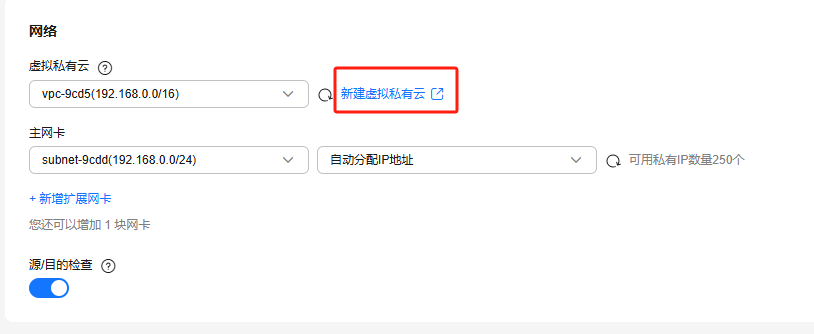 网络
虚拟私有云
vpc-9cd5(192.168.0.0/16) 新建虚拟私有云
主网卡
subnet-9cdd(192.168.0.0/24) 自动分配IP地址 可用私有IP数量250个
+ 新增扩展网卡
您还可以增加 1 块网卡
源/目的检查